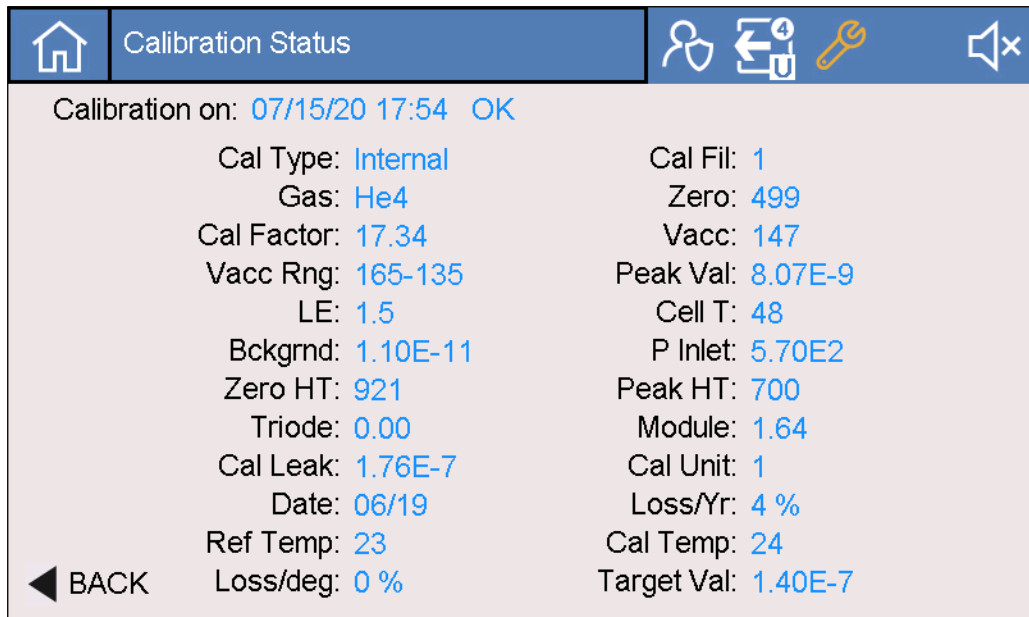 Calibration Status
4
U
Calibration on: 07/15/20 17:54 OK
Cal Type: Internal Cal Fil: 1
Gas: He4 Zero: 499
Cal Factor: 17.34 Vacc: 147
Vacc Rng: 165-135 Peak Val: 8.07E-9
LE: 1.5 Cell T: 48
Bckgrnd: 1.10E-11 P Inlet: 5.70E2
Zero HT: 921 Peak HT: 700
Triode: 0.00 Module: 1.64
Cal Leak: 1.76E-7 Cal Unit: 1
Date: 06/19 Loss/Yr: 4 %
Ref Temp: 23 Cal Temp: 24
BACK Loss/deg: 0 % Target Val: 1.40E-7